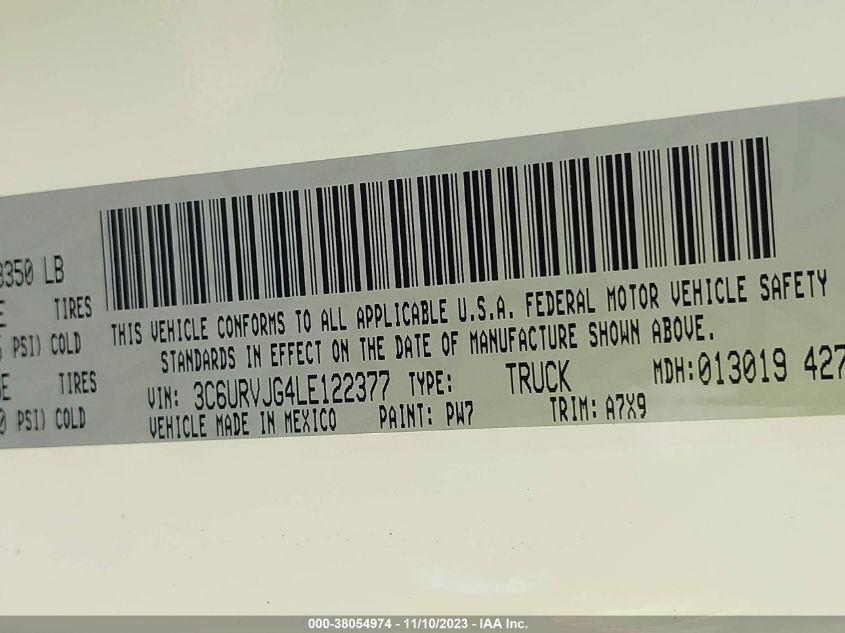 350 LB
TIRES
PSI) COLD
TIRES
PSI) COLD
THIS VEHICLE CONFORMS TO ALL APPLICABLE U.S.A. FEDERAL MOTOR VEHICLE SAFETY
STANDARDS IN EFFECT ON THE DATE OF MANUFACTURE SHOWN ABOVE.
VIN: 3C6URVJG4LE122377 TYPE: TRUCK MDH:013019 427
VEHICLE MADE IN MEXICO PAINT: PW7 TRIM: A7X9
000-38054974 - 11/10/2023 - IAA Inc.